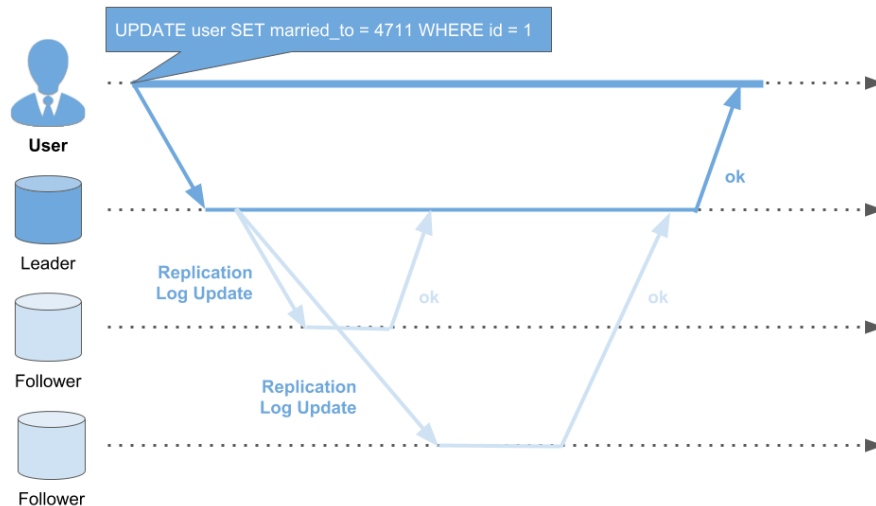 UPDATE user SET married_to = 4711 WHERE id = 1
User
ok
Leader
Replication
Log Update
ok
ok
Follower
Replication
Log Update
Follower